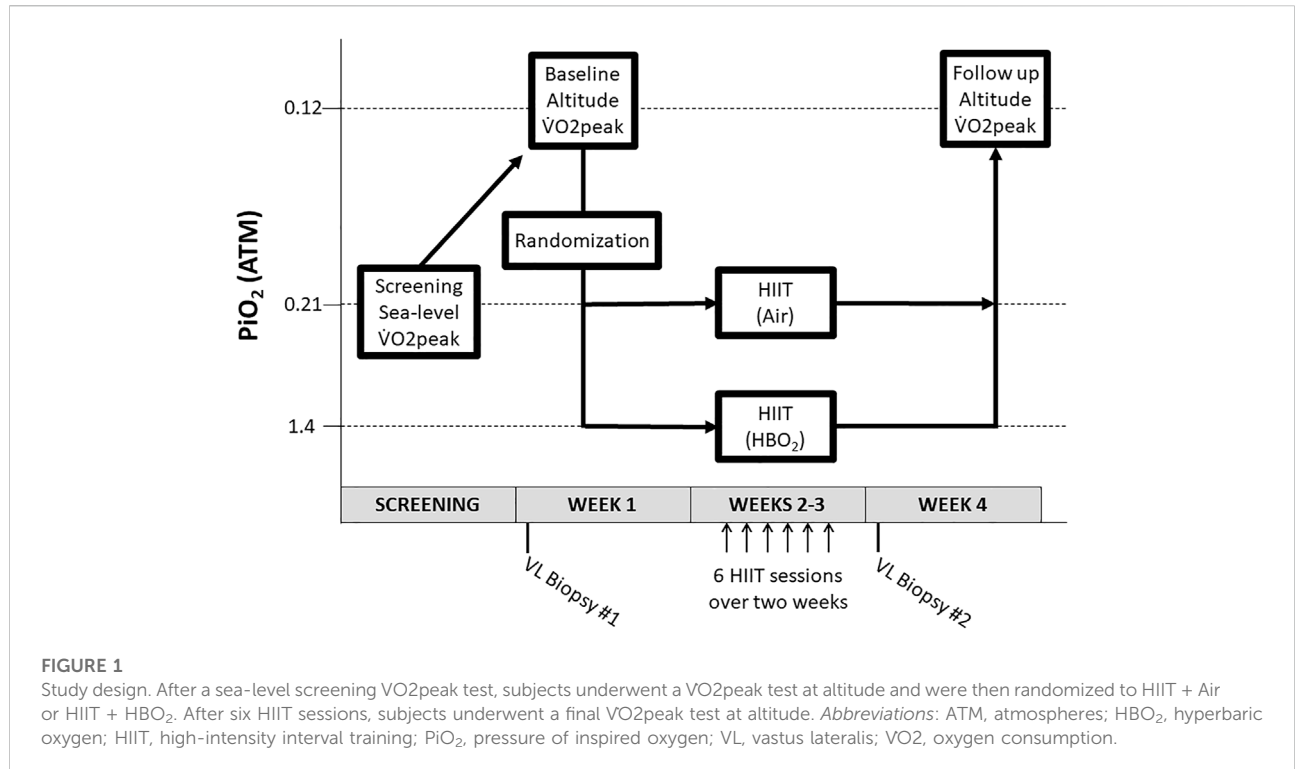 Baseline
Altitude
V̇O2peak
Follow up
Altitude
V̇O2peak
0.12
Randomization
PiO₂ (ATM)
Screening
Sea-level
V̇O2peak
0.21
HIIT
(Air)
1.4
HIIT
(HBO₂)
SCREENING
WEEK 1
WEEKS 2-3
WEEK 4
VL Biopsy #1
6 HIIT sessions
over two weeks
VL Biopsy #2
FIGURE 1
Study design. After a sea-level screening VO2peak test, subjects underwent a V̇O2peak test at altitude and were then randomized to HIIT + Air
or HIIT + HBO₂. After six HIIT sessions, subjects underwent a final V̇O2peak test at altitude. Abbreviations: ATM, atmospheres; HBO₂, hyperbaric
oxygen; HIIT, high-intensity interval training; PiO₂, pressure of inspired oxygen; VL, vastus lateralis; V̇O2, oxygen consumption.